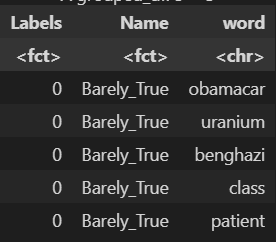 Labels Name word
<fct> <fct> <chr>
0 Barely_True obamacar
0 Barely_True uranium
0 Barely_True benghazi
0 Barely_True class
0 Barely_True patient